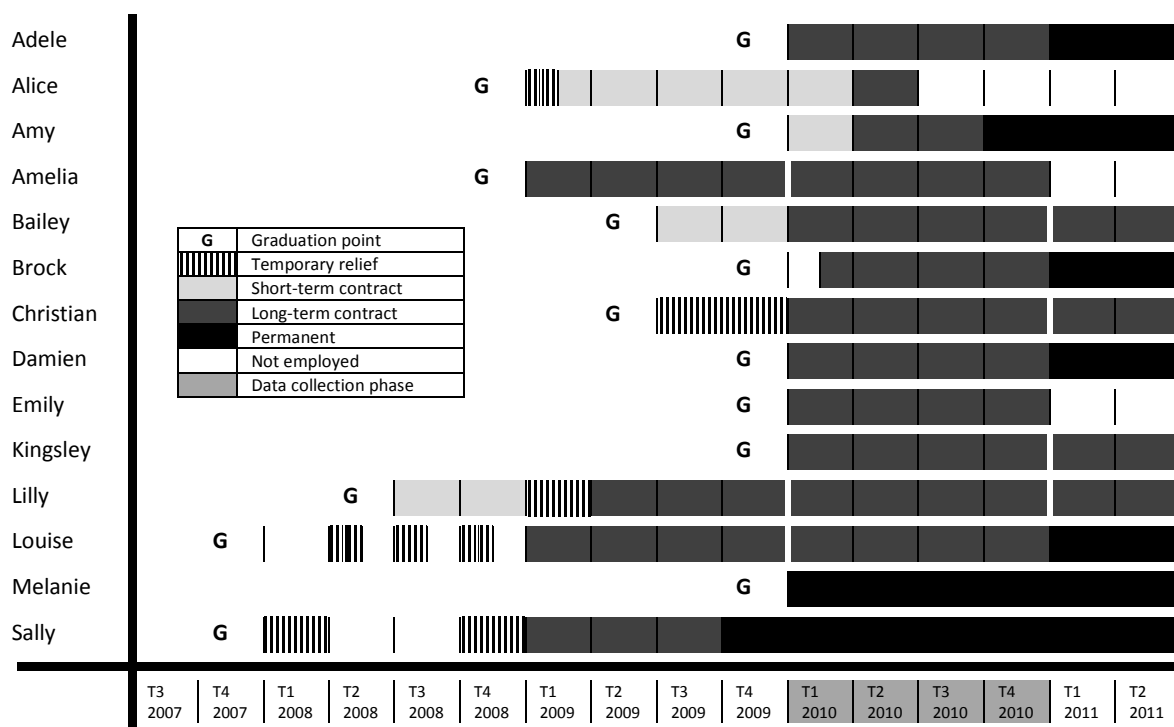 Adele G
Alice G
Amy G
Amelia G
Bailey G
G Graduation point
Brock G
Temporary relief
Short-term contract
Christian G
Long-term contract
Permanent
Damien G
Not employed
Data collection phase
Emily G
Kingsley G
Lilly G
Louise G
Melanie G
Sally G
T3 T4 T1 T2 T3 T4 T1 T2 T3 T4 T1 T2 T3 T4 T1 T2
2007 2007 2008 2008 2008 2008 2009 2009 2009 2009 2010 2010 2010 2010 2011 2011